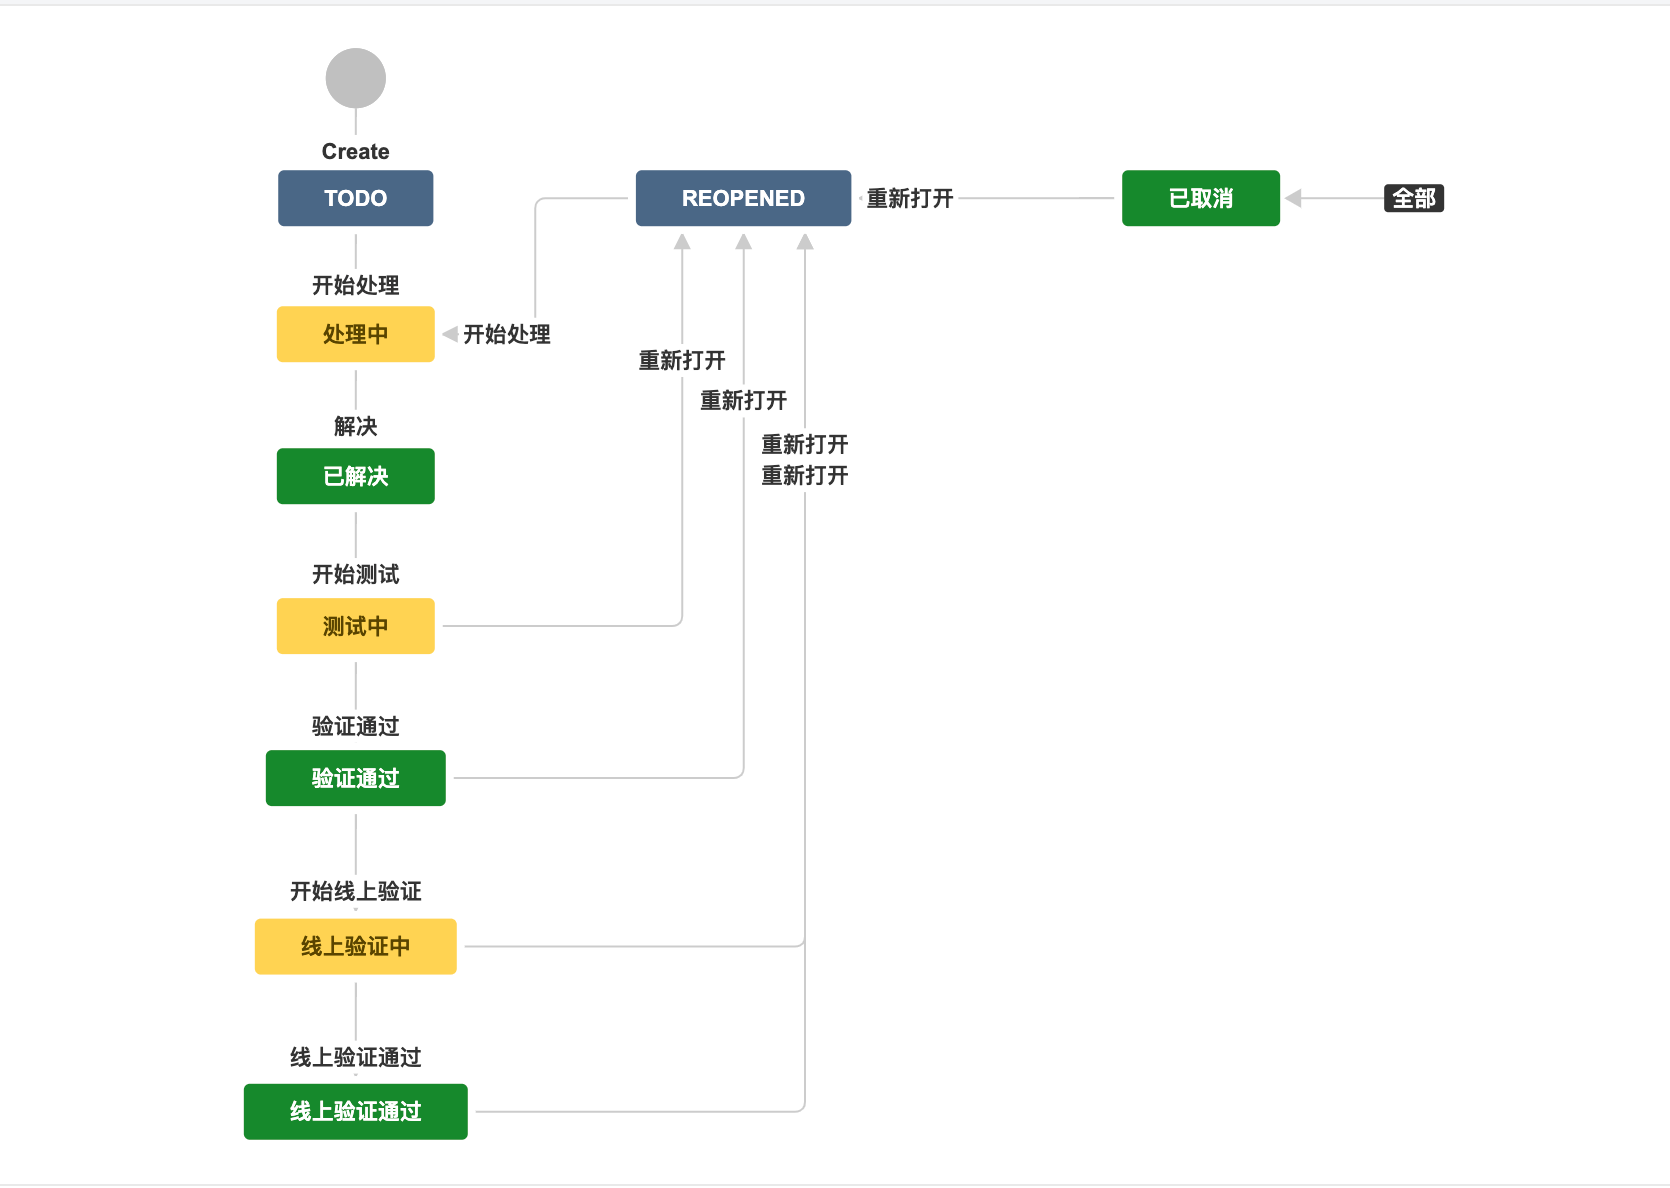 Create
TODO
REOPENED
重新打开
已取消
全部
开始处理
处理中
开始处理
重新打开
重新打开
解决
重新打开
已解决
重新打开
开始测试
测试中
验证通过
验证通过
开始线上验证
线上验证中
线上验证通过
线上验证通过